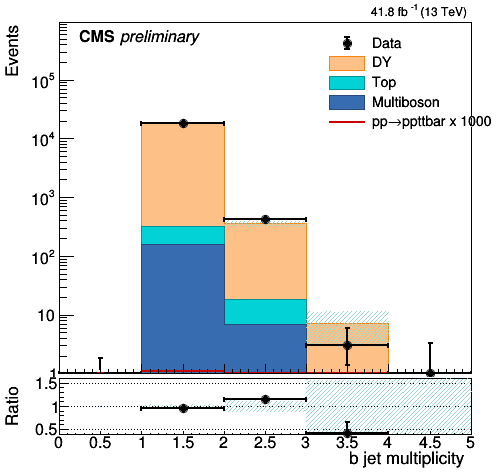 41.8 fb⁻¹ (13 TeV)
CMS preliminary
Events
Data
DY
Top
Multiboson
pp→ppttbar x 1000
10⁵
10⁴
10³
10²
10
1
Ratio
1.5
1
0.5
0 0.5 1 1.5 2 2.5 3 3.5 4 4.5 5
b jet multiplicity